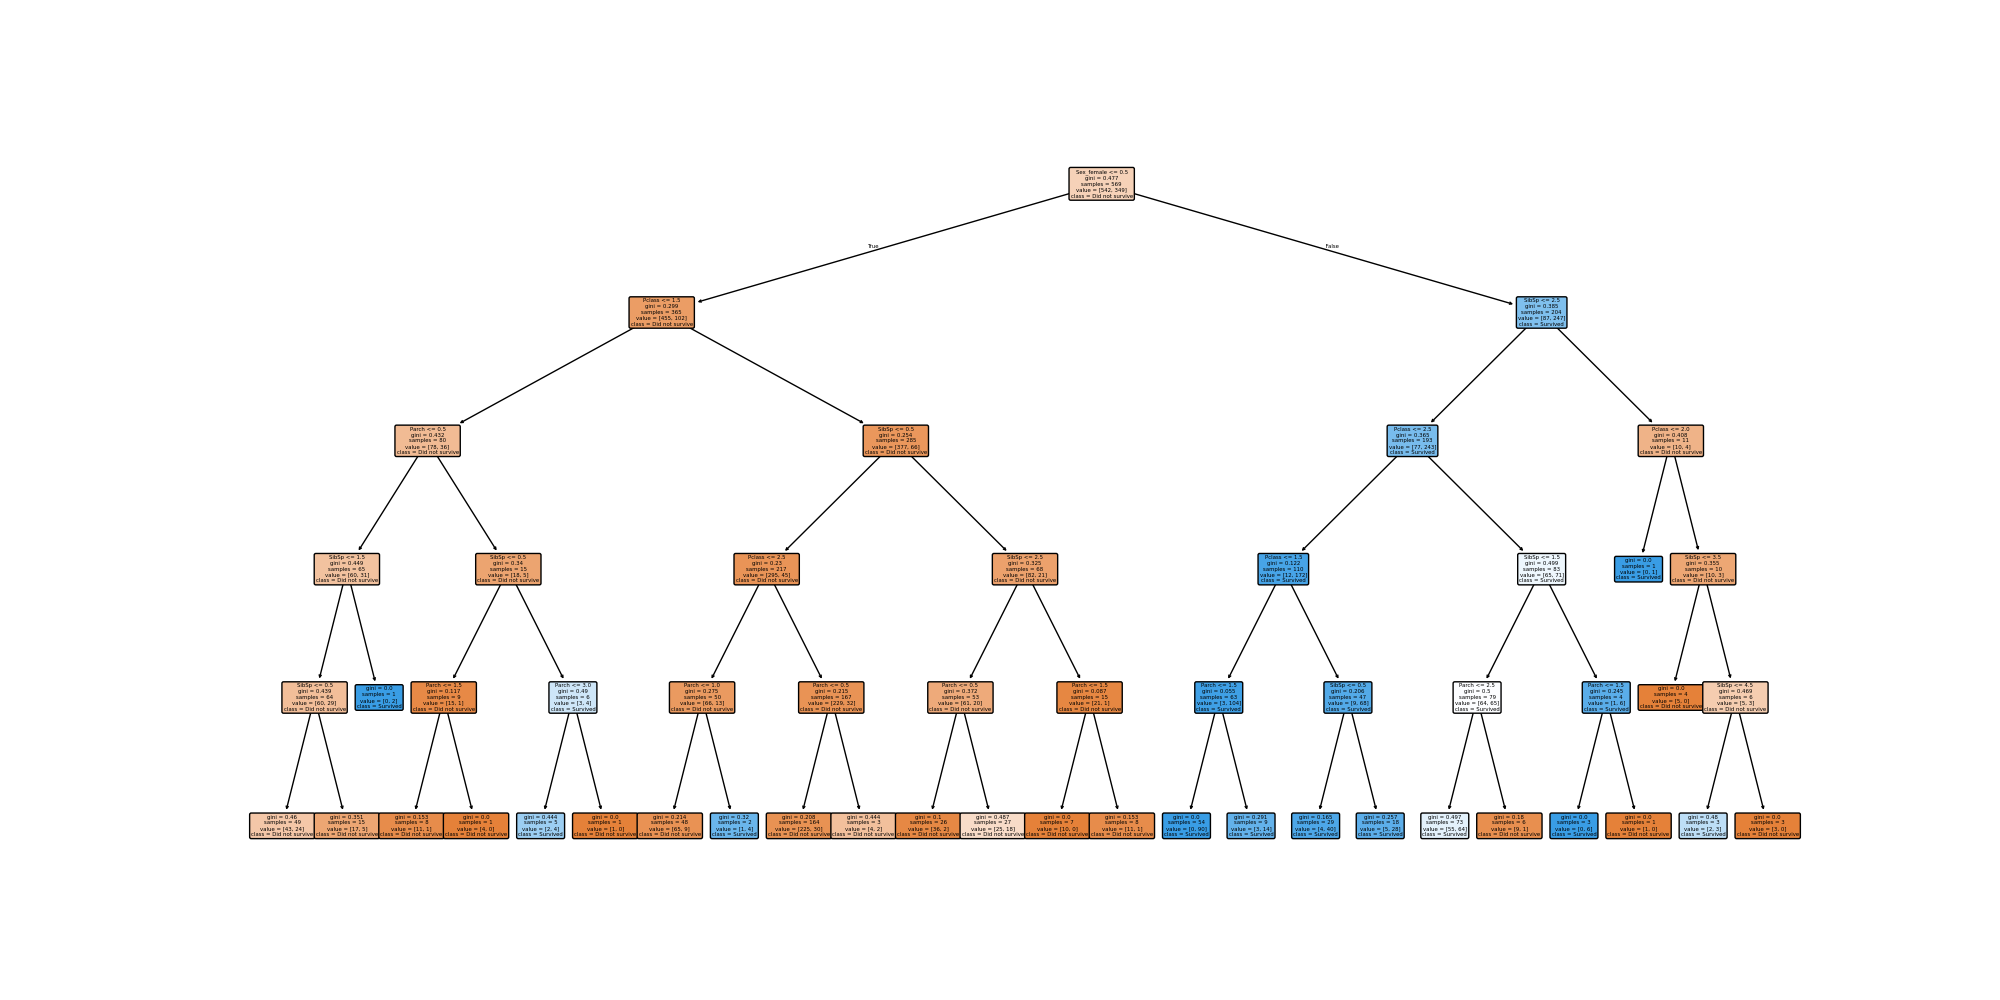 Sex_female <= 0.5
gini = 0.477
samples = 569
value = [542, 349]
class = Did not survive
True
False
Pclass <= 1.5
gini = 0.299
samples = 365
value = [455, 102]
class = Did not survive
SibSp <= 2.5
gini = 0.385
samples = 204
value = [87, 247]
class = Survived
Parch <= 0.5
gini = 0.432
samples = 80
value = [78, 36]
class = Did not survive
SibSp <= 0.5
gini = 0.254
samples = 285
value = [377, 66]
class = Did not survive
Pclass <= 2.5
gini = 0.365
samples = 193
value = [77, 243]
class = Survived
Pclass <= 2.0
gini = 0.408
samples = 11
value = [10, 4]
class = Did not survive
SibSp <= 1.5
gini = 0.449
samples = 65
value = [60, 31]
class = Did not survive
SibSp <= 0.5
gini = 0.34
samples = 15
value = [18, 5]
class = Did not survive
Pclass <= 2.5
gini = 0.23
samples = 217
value = [295, 45]
class = Did not survive
SibSp <= 2.5
gini = 0.325
samples = 68
value = [82, 21]
class = Did not survive
Pclass <= 1.5
gini = 0.122
samples = 110
value = [12, 172]
class = Survived
SibSp <= 1.5
gini = 0.499
samples = 83
value = [65, 71]
class = Survived
gini = 0.0
samples = 1
value = [0, 1]
class = Survived
SibSp <= 3.5
gini = 0.355
samples = 10
value = [10, 3]
class = Did not survive
SibSp <= 0.5
gini = 0.439
samples = 64
value = [60, 29]
class = Did not survive
gini = 0.0
samples = 1
value = [0, 2]
class = Survived
Parch <= 1.5
gini = 0.117
samples = 9
value = [15, 1]
class = Did not survive
Parch <= 3.0
gini = 0.49
samples = 6
value = [3, 4]
class = Survived
Parch <= 1.0
gini = 0.275
samples = 50
value = [66, 13]
class = Did not survive
Parch <= 0.5
gini = 0.215
samples = 167
value = [229, 32]
class = Did not survive
Parch <= 0.5
gini = 0.372
samples = 53
value = [61, 20]
class = Did not survive
Parch <= 1.5
gini = 0.087
samples = 15
value = [21, 1]
class = Did not survive
Parch <= 1.5
gini = 0.055
samples = 63
value = [3, 104]
class = Survived
SibSp <= 0.5
gini = 0.206
samples = 47
value = [9, 68]
class = Survived
Parch <= 2.5
gini = 0.5
samples = 79
value = [64, 65]
class = Survived
Parch <= 1.5
gini = 0.245
samples = 4
value = [1, 6]
class = Survived
gini = 0.0
samples = 4
value = [5, 0]
class = Did not survive
SibSp <= 4.5
gini = 0.469
samples = 6
value = [5, 3]
class = Did not survive
gini = 0.46
samples = 49
value = [43, 24]
class = Did not survive
gini = 0.351
samples = 15
value = [17, 5]
class = Did not survive
gini = 0.153
samples = 8
value = [11, 1]
class = Did not survive
gini = 0.0
samples = 1
value = [4, 0]
class = Did not survive
gini = 0.444
samples = 5
value = [2, 4]
class = Survived
gini = 0.0
samples = 1
value = [1, 0]
class = Did not survive
gini = 0.214
samples = 48
value = [65, 9]
class = Did not survive
gini = 0.32
samples = 2
value = [1, 4]
class = Survived
gini = 0.208
samples = 164
value = [225, 30]
class = Did not survive
gini = 0.444
samples = 3
value = [4, 2]
class = Did not survive
gini = 0.1
samples = 26
value = [36, 2]
class = Did not survive
gini = 0.487
samples = 27
value = [25, 18]
class = Did not survive
gini = 0.0
samples = 7
value = [10, 0]
class = Did not survive
gini = 0.153
samples = 8
value = [11, 1]
class = Did not survive
gini = 0.0
samples = 54
value = [0, 90]
class = Survived
gini = 0.291
samples = 9
value = [3, 14]
class = Survived
gini = 0.165
samples = 29
value = [4, 40]
class = Survived
gini = 0.257
samples = 18
value = [5, 28]
class = Survived
gini = 0.497
samples = 73
value = [55, 64]
class = Survived
gini = 0.18
samples = 6
value = [9, 1]
class = Did not survive
gini = 0.0
samples = 3
value = [0, 6]
class = Survived
gini = 0.0
samples = 1
value = [1, 0]
class = Did not survive
gini = 0.48
samples = 3
value = [2, 3]
class = Survived
gini = 0.0
samples = 3
value = [3, 0]
class = Did not survive